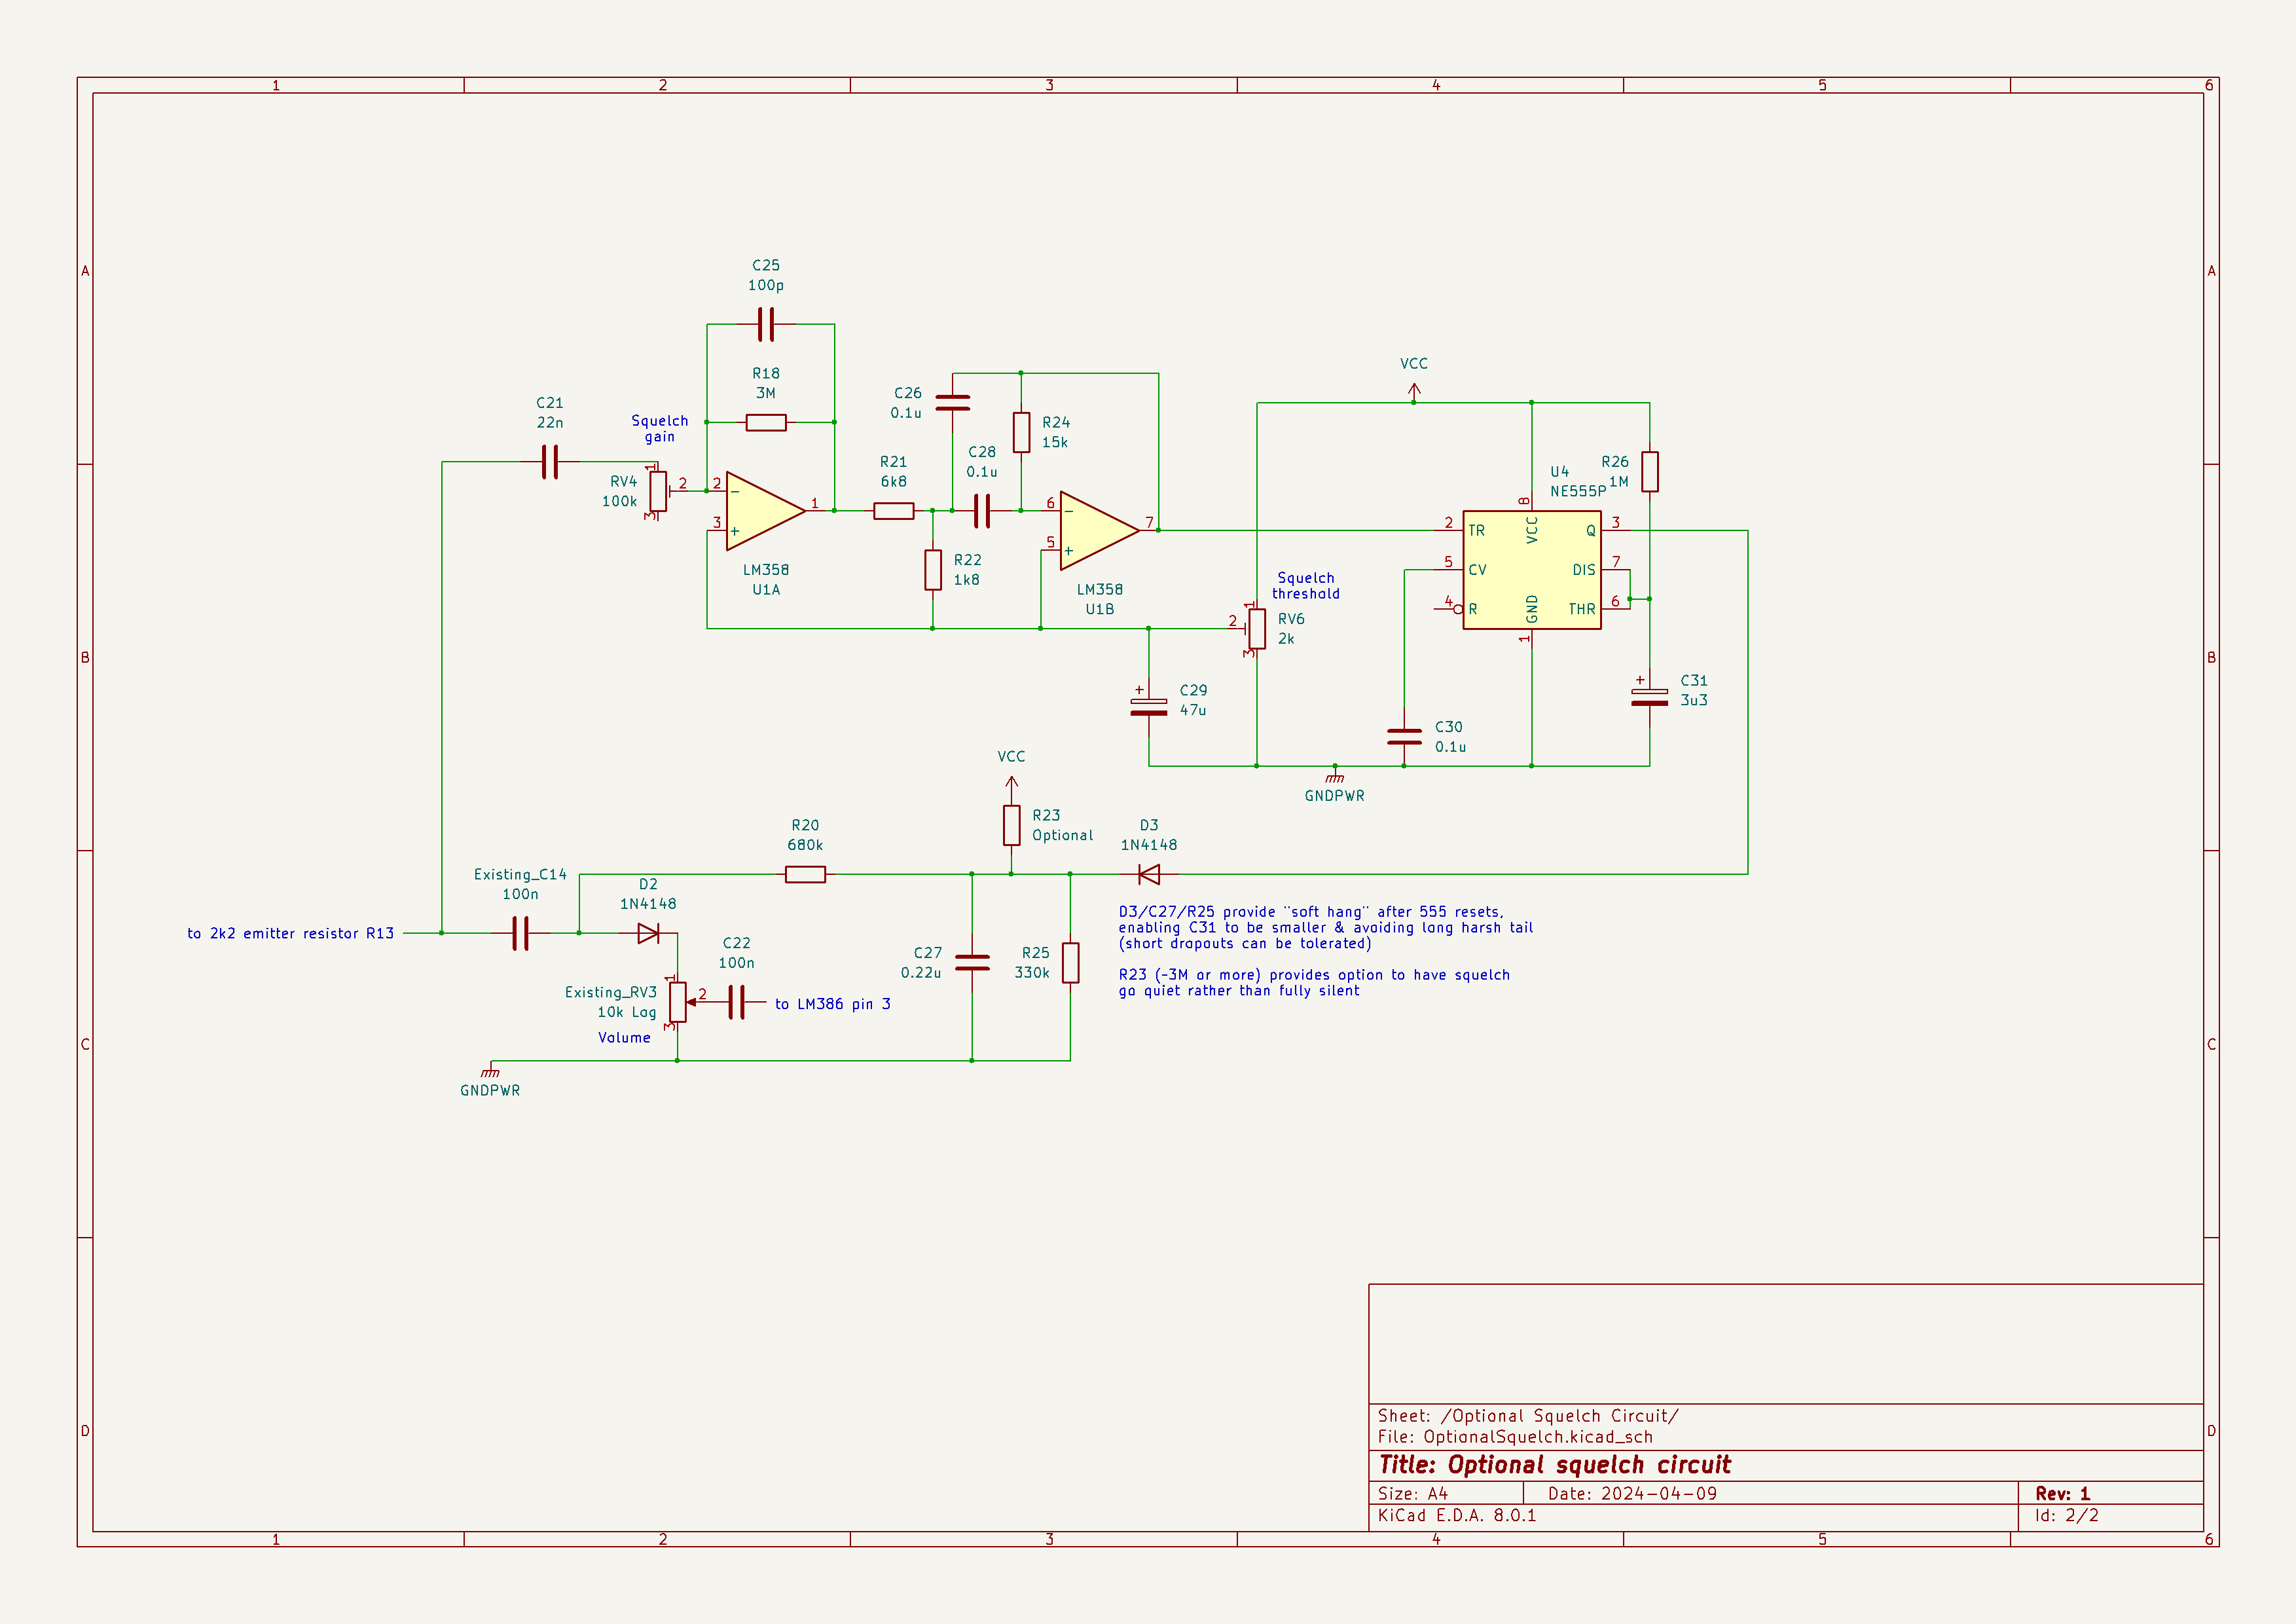 1 2 3 4 5 6
A A
C25
100p
VCC
R18
3M
C26
0.1u
C21
22n
Squelch
gain
R24
15k
C28
0.1u
R21
6k8
RV4
100k
1
2
3
2
3
1
LM358
U1A
R22
1k8
6
5
7
LM358
U1B
U4
NE555P
R26
1M
8
2 TR VCC Q 3
5 CV DIS 7
4 R GND THR 6
1
Squelch
threshold
1
2
3
RV6
2k
B B
C29
47u
+
C30
0.1u
C31
3u3
+
GNDPWR
VCC
R23
Optional
R20
680k
D3
1N4148
Existing_C14
100n
D2
1N4148
to 2k2 emitter resistor R13
C22
100n
Existing_RV3
10k Log
1
2
3
to LM386 pin 3
Volume
C27
0.22u
R25
330k
D3/C27/R25 provide "soft hang" after 555 resets,
enabling C31 to be smaller & avoiding long harsh tail
(short dropouts can be tolerated)
R23 (~3M or more) provides option to have squelch
go quiet rather than fully silent
C C
GNDPWR
D D
Sheet: /Optional Squelch Circuit/
File: OptionalSquelch.kicad_sch
Title: Optional squelch circuit
Size: A4 Date: 2024-04-09 Rev: 1
KiCad E.D.A. 8.0.1 Id: 2/2
1 2 3 4 5 6